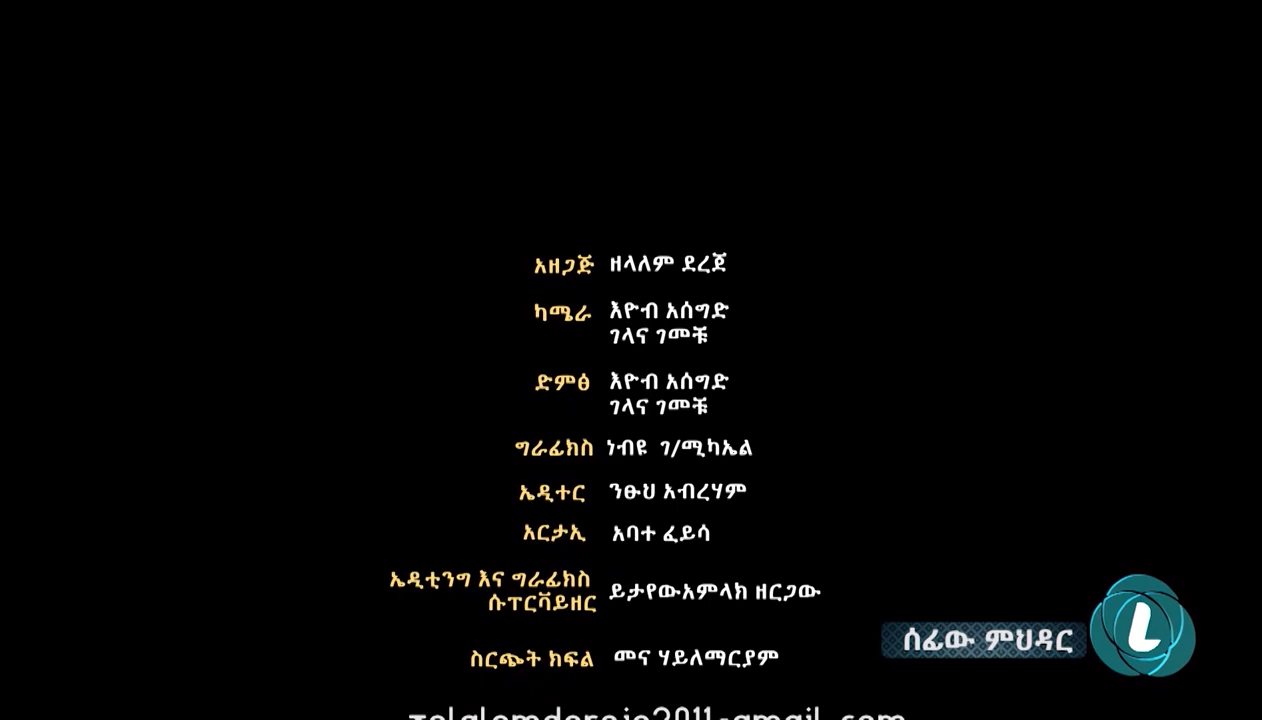 አዘጋጅ ዘላለም ደረጀ
ካሜራ እዮብ አሰግድ
ገላና ገመቹ
ድምፅ እዮብ አሰግድ
ገላና ገመቹ
ግራፊክስ ነብዩ ገ/ሚካኤል
ኤዲተር ንፁህ አብረሃም
አርታኢ አባተ ፈይሳ
ኤዲቲንግ እና ግራፊክስ
ሱፐርቫይዘር ይታየውአምላክ ዘርጋው
ሰፊው ምህዳር L
ስርጭት ክፍል መና ሃይለማርያም